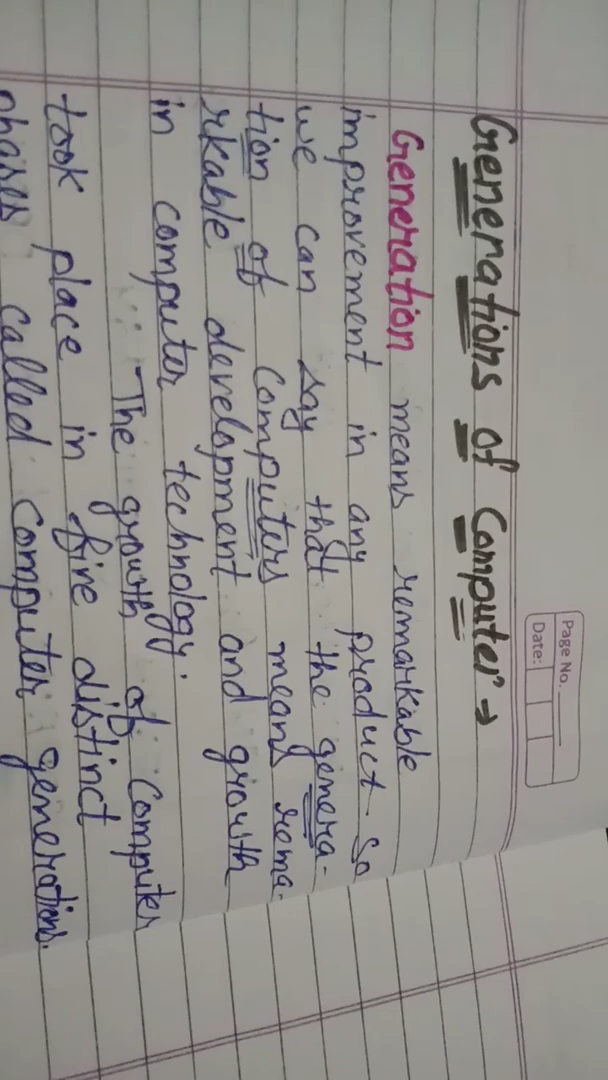 Page No.
Date:
Generations of Computer →
Generation means remarkable
improvement in any product. So
we can say that the genera-
tion of Computers means rema-
rkable development and growth
in computer technology.
The growth of Computer
took place in five distinct
phases called Computer generations.